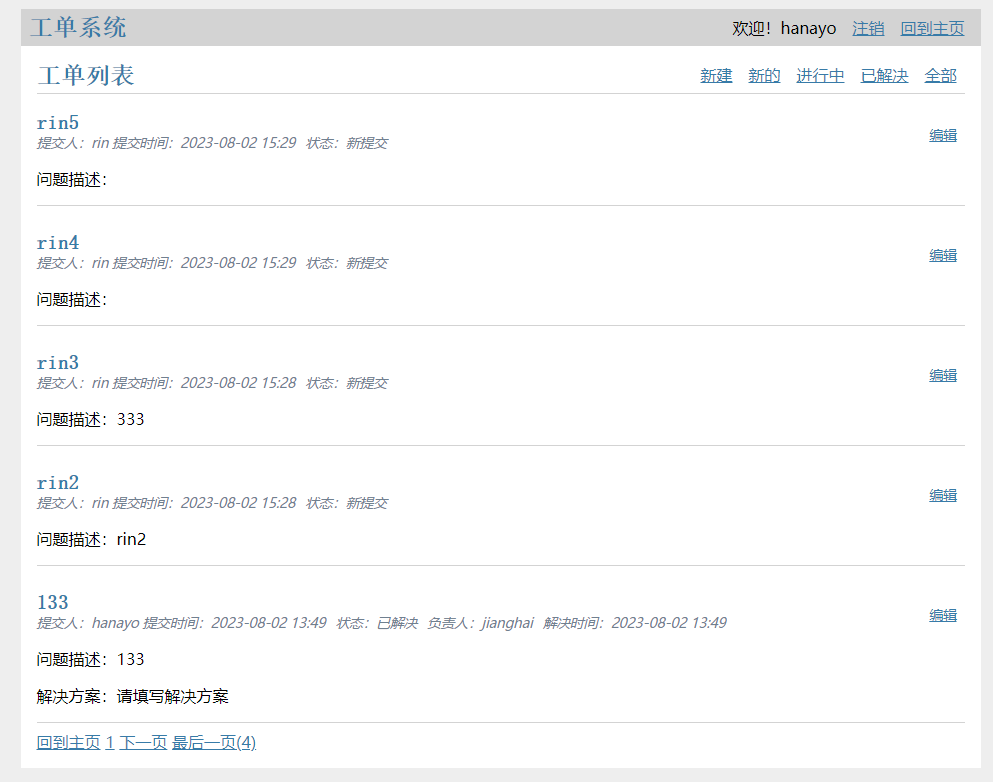 工单系统 欢迎！hanayo 注销 回到主页
工单列表 新建 新的 进行中 已解决 全部
rin5
提交人：rin 提交时间：2023-08-02 15:29 状态：新提交 编辑
问题描述：
rin4
提交人：rin 提交时间：2023-08-02 15:29 状态：新提交 编辑
问题描述：
rin3
提交人：rin 提交时间：2023-08-02 15:28 状态：新提交 编辑
问题描述：333
rin2
提交人：rin 提交时间：2023-08-02 15:28 状态：新提交 编辑
问题描述：rin2
133
提交人：hanayo 提交时间：2023-08-02 13:49 状态：已解决 负责人：jianghai 解决时间：2023-08-02 13:49 编辑
问题描述：133
解决方案：请填写解决方案
回到主页 1 下一页 最后一页(4)